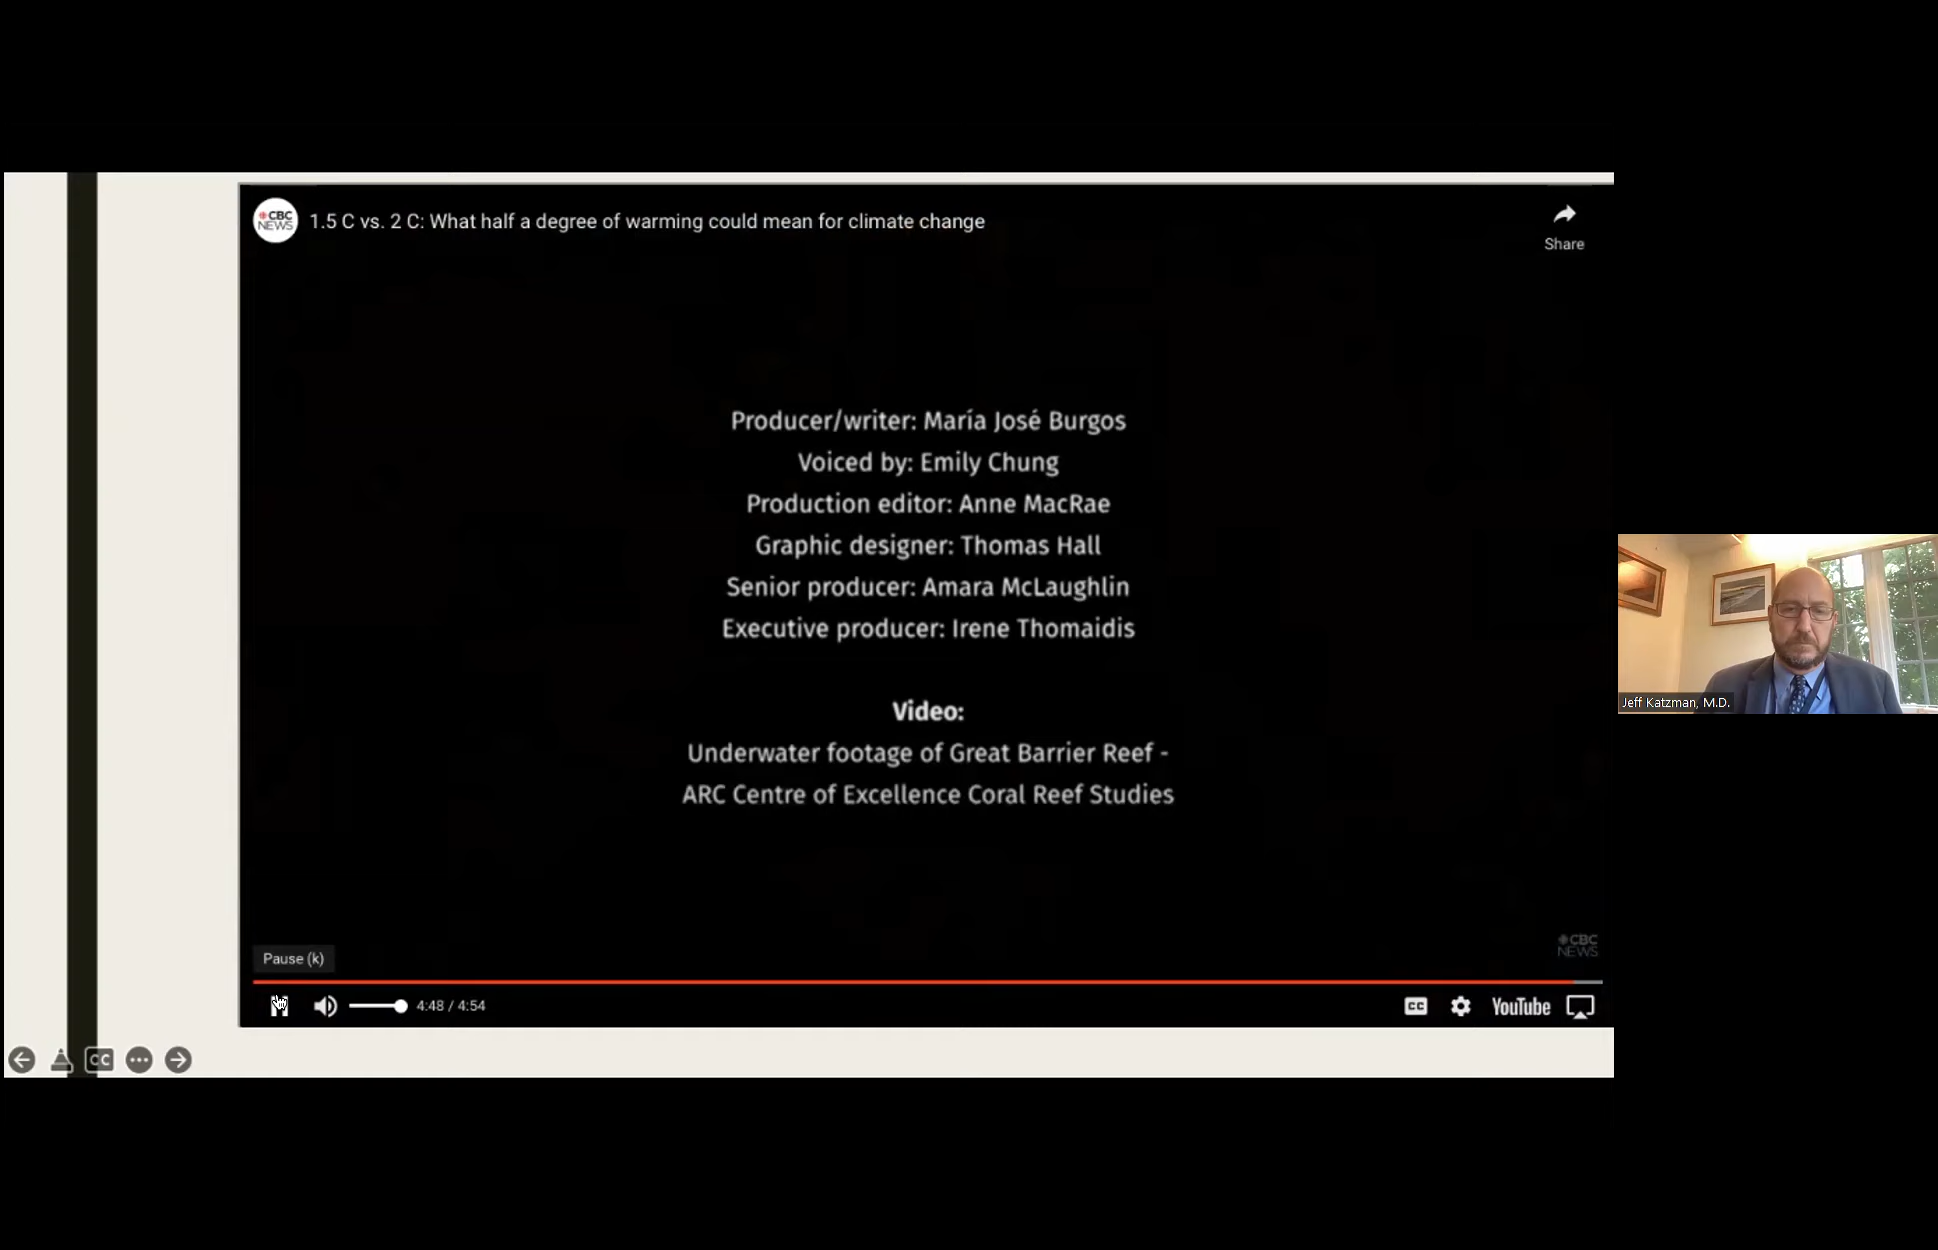 CBC
NEWS
1.5 C vs. 2 C: What half a degree of warming could mean for climate change
Share
Producer/writer: María José Burgos
Voiced by: Emily Chung
Production editor: Anne MacRae
Graphic designer: Thomas Hall
Senior producer: Amara McLaughlin
Executive producer: Irene Thomaidis
Video:
Underwater footage of Great Barrier Reef -
ARC Centre of Excellence Coral Reef Studies
Jeff Katzman, M.D.
CBC
NEWS
Pause (k)
4:48 / 4:54
CC
YouTube
CC